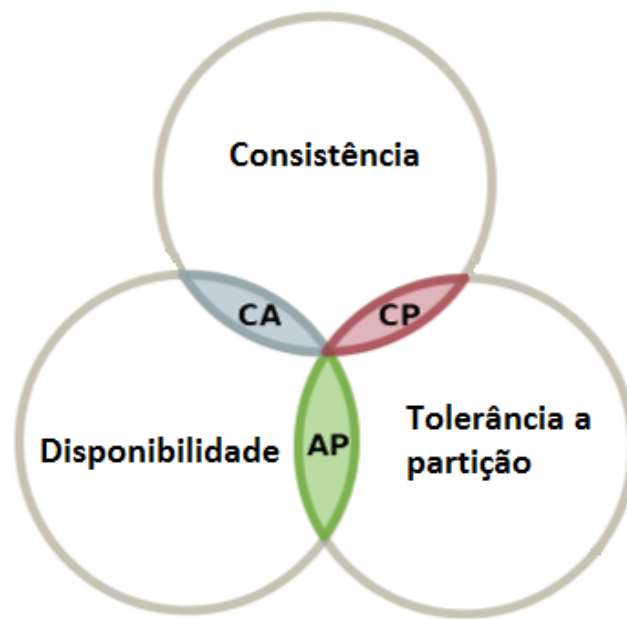 Consistência
CA
CP
Disponibilidade
AP
Tolerância a
partição